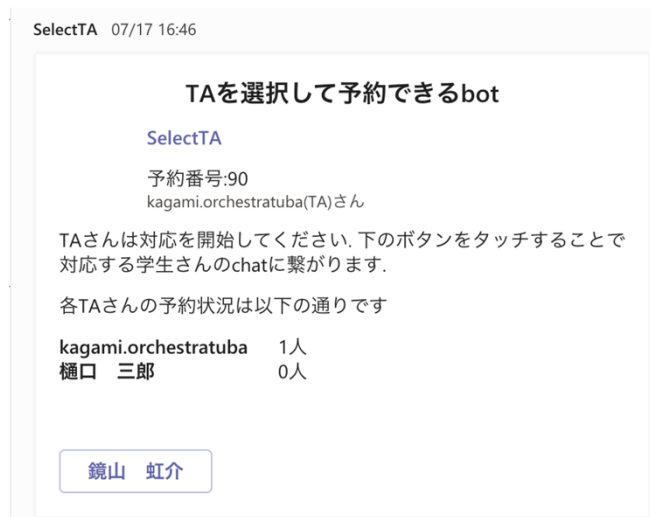 SelectTA 07/17 16:46
TAを選択して予約できるbot
SelectTA
予約番号:90
kagami.orchestratuba(TA)さん
TAさんは対応を開始してください. 下のボタンをタッチすることで
対応する学生さんのchatに繋がります.
各TAさんの予約状況は以下の通りです
kagami.orchestratuba 1人
樋口　三郎 0人
鏡山　虹介